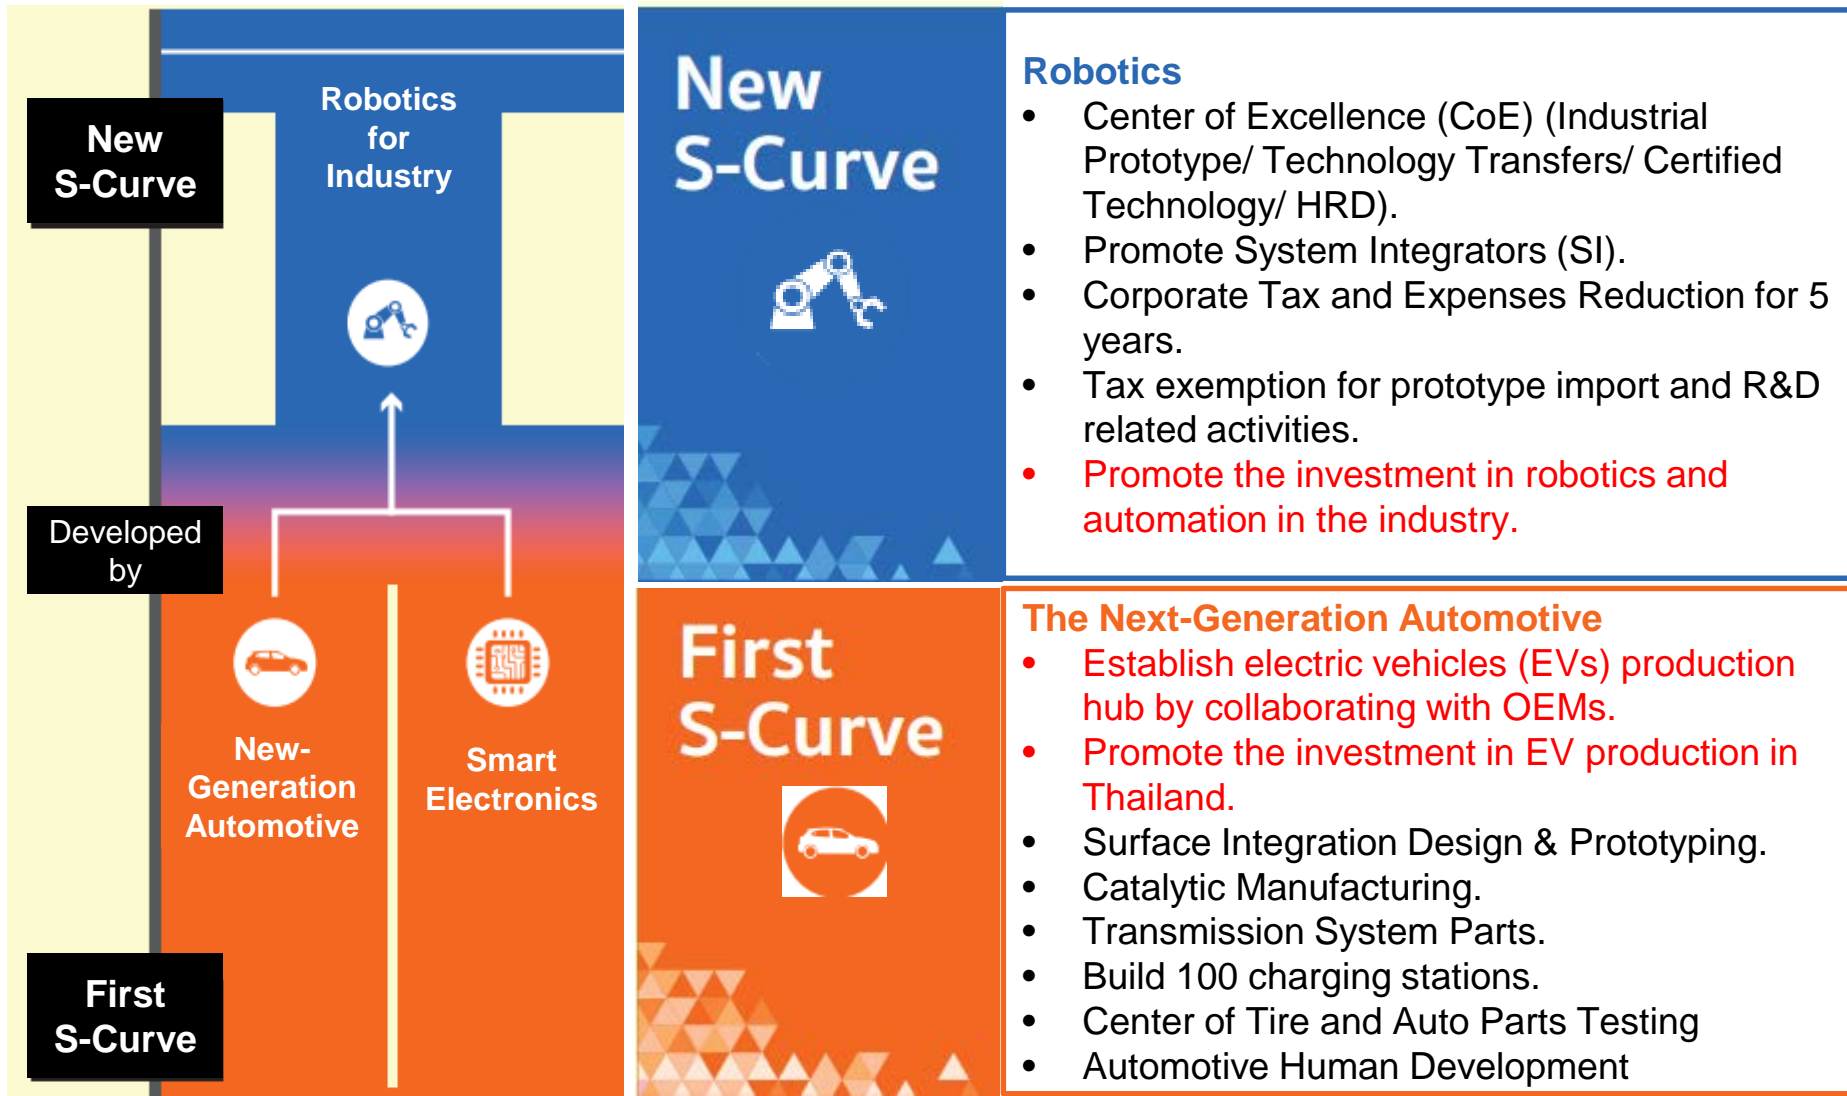 New
S-Curve
Robotics
for
Industry
Developed
by
New-
Generation
Automotive
Smart
Electronics
First
S-Curve
New
S-Curve
Robotics
• Center of Excellence (CoE) (Industrial
Prototype/ Technology Transfers/ Certified
Technology/ HRD).
• Promote System Integrators (SI).
• Corporate Tax and Expenses Reduction for 5
years.
• Tax exemption for prototype import and R&D
related activities.
• Promote the investment in robotics and
automation in the industry.
First
S-Curve
The Next-Generation Automotive
• Establish electric vehicles (EVs) production
hub by collaborating with OEMs.
• Promote the investment in EV production in
Thailand.
• Surface Integration Design & Prototyping.
• Catalytic Manufacturing.
• Transmission System Parts.
• Build 100 charging stations.
• Center of Tire and Auto Parts Testing
• Automotive Human Development